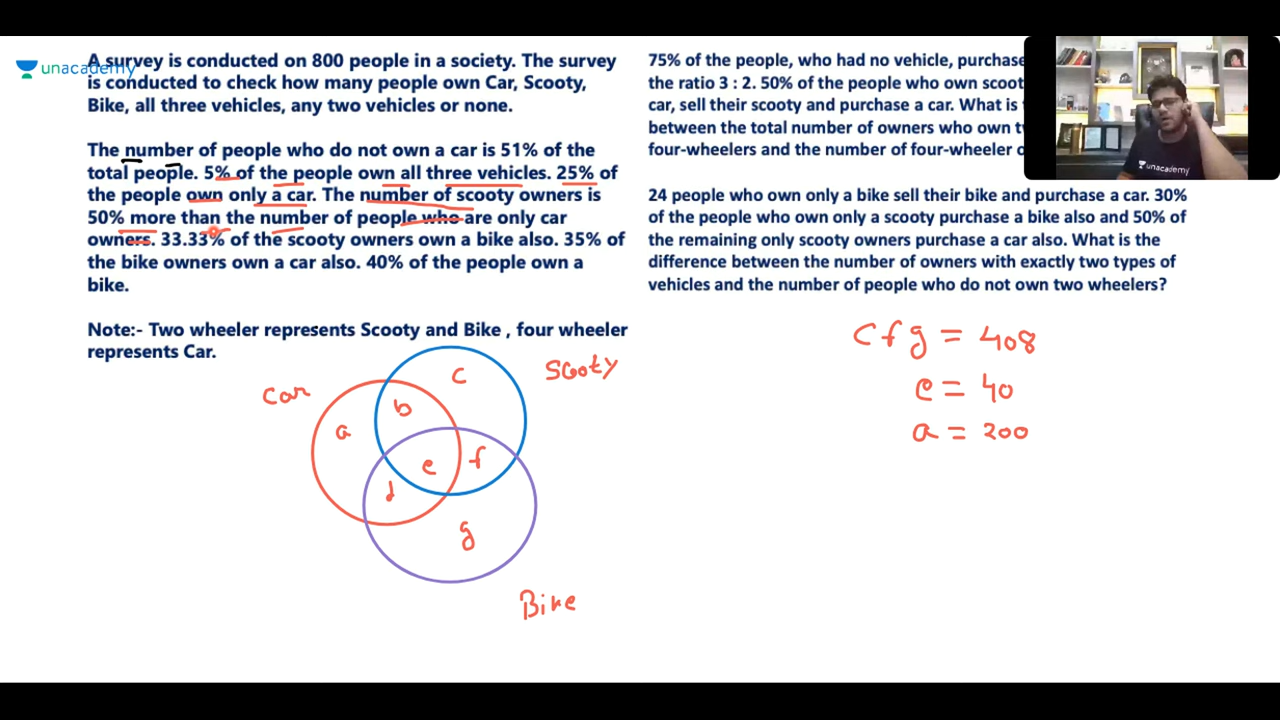 A survey is conducted on 800 people in a society. The survey
unacademy
is conducted to check how many people own Car, Scooty,
Bike, all three vehicles, any two vehicles or none.
The number of people who do not own a car is 51% of the
total people. 5% of the people own all three vehicles. 25% of
the people own only a car. The number of scooty owners is
50% more than the number of people who are only car
owners. 33.33% of the scooty owners own a bike also. 35% of
the bike owners own a car also. 40% of the people own a
bike.
Note:- Two wheeler represents Scooty and Bike , four wheeler
represents Car.
Car
Scooty
a
b
c
d
e
f
g
Bike
75% of the people, who had no vehicle, purchase
the ratio 3 : 2. 50% of the people who own scoot
car, sell their scooty and purchase a car. What is
between the total number of owners who own
four-wheelers and the number of four-wheeler
24 people who own only a bike sell their bike and purchase a car. 30%
of the people who own only a scooty purchase a bike also and 50% of
the remaining only scooty owners purchase a car also. What is the
difference between the number of owners with exactly two types of
vehicles and the number of people who do not own two wheelers?
c f g = 408
e = 40
a = 200
unacademy